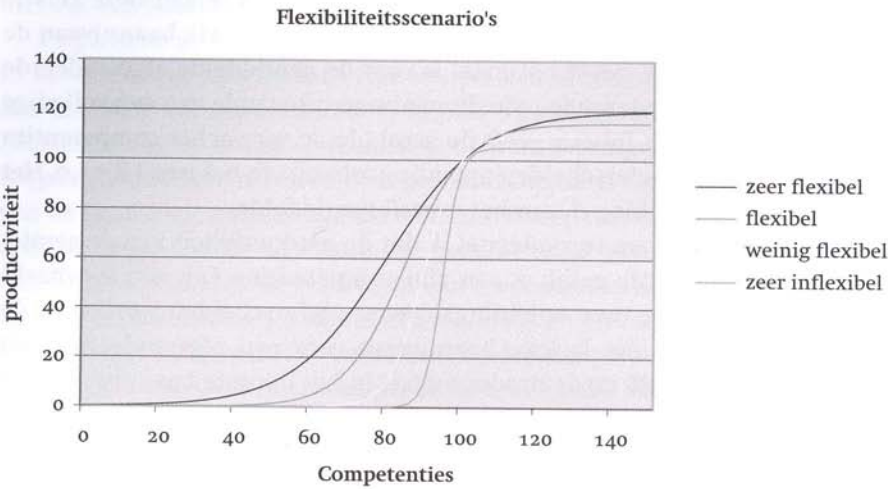 Flexibiliteitsscenario's
140
120
100
80
60
40
20
0
productiviteit
0 20 40 60 80 100 120 140
Competenties
zeer flexibel
flexibel
weinig flexibel
zeer inflexibel